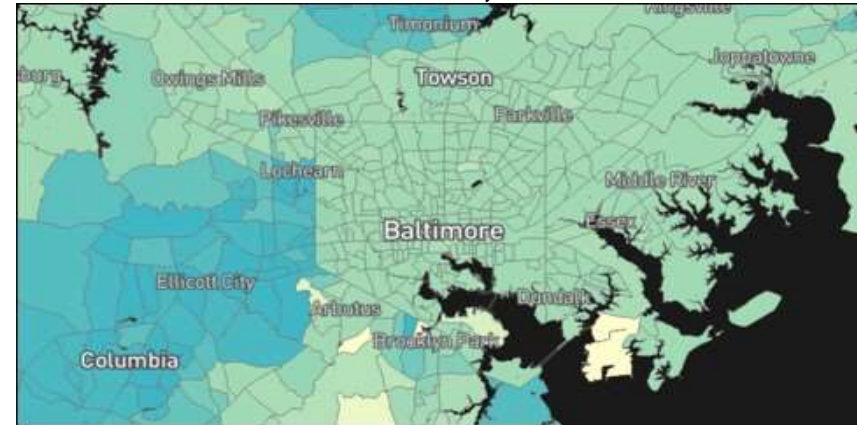 Kingsville
Timonium
Joppatowne
Owings Mills
Towson
Pikesville
Parkville
Lochearn
Middle River
Essex
Baltimore
Ellicott City
Arbutus
Dundalk
Brooklyn Park
Columbia